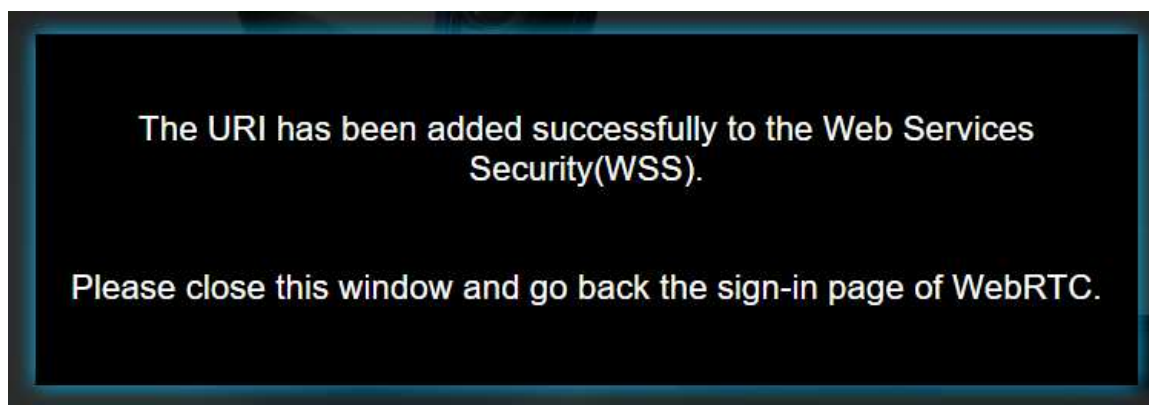 The URI has been added successfully to the Web Services
Security(WSS).
Please close this window and go back the sign-in page of WebRTC.